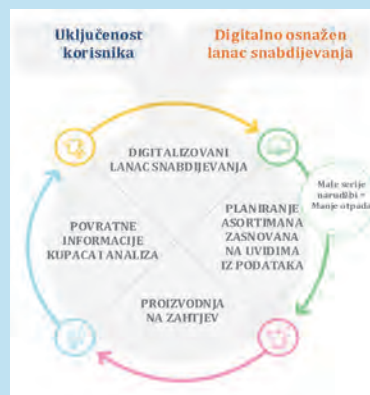 Uključenost
korisnika
Digitalno osnažen
lanac snabdijevanja
DIGITALIZOVANI
LANAC SNABDIJEVANJA
Male serije
narudžbi =
Manje otpada
PLANIRANJE
ASORTIMANA
ZASNOVANA
NA UVIDIMA
IZ PODATAKA
POVRATNE
INFORMACIJE
KUPACA I ANALIZA
PROIZVODNJA
NA ZAHTJEV